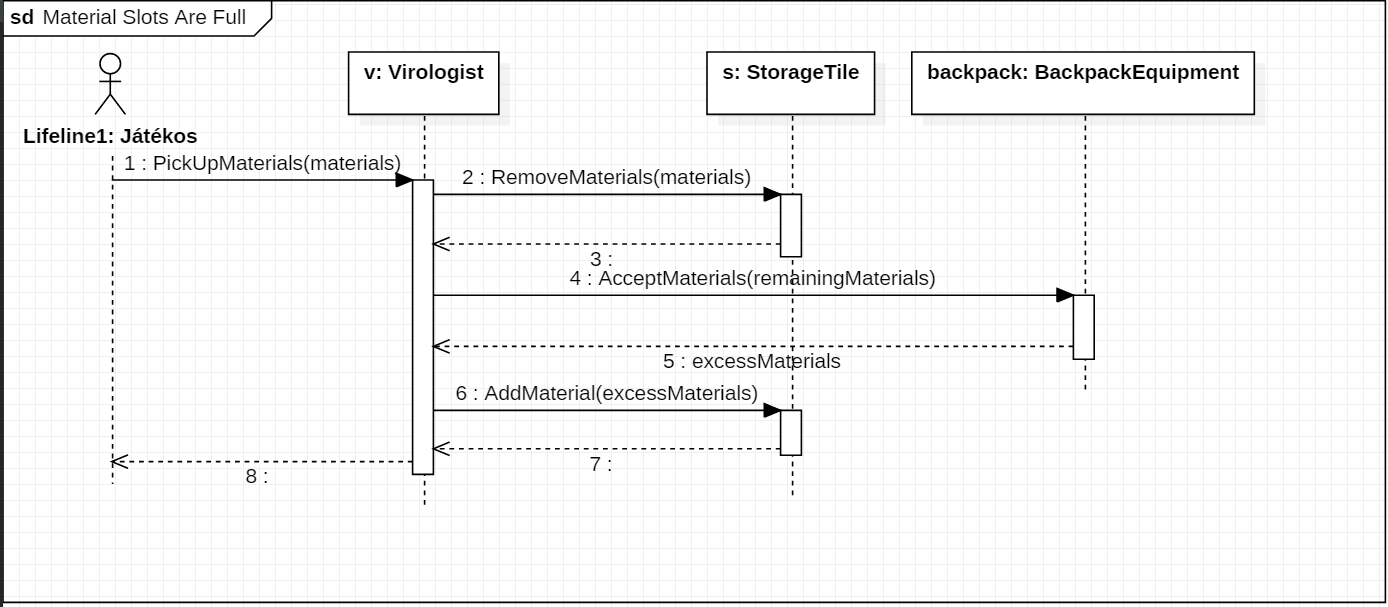 sd Material Slots Are Full
v: Virologist
s: StorageTile
backpack: BackpackEquipment
Lifeline1: Játékos
1 : PickUpMaterials(materials)
2 : RemoveMaterials(materials)
3 :
4 : AcceptMaterials(remainingMaterials)
5 : excessMaterials
6 : AddMaterial(excessMaterials)
7 :
8 :